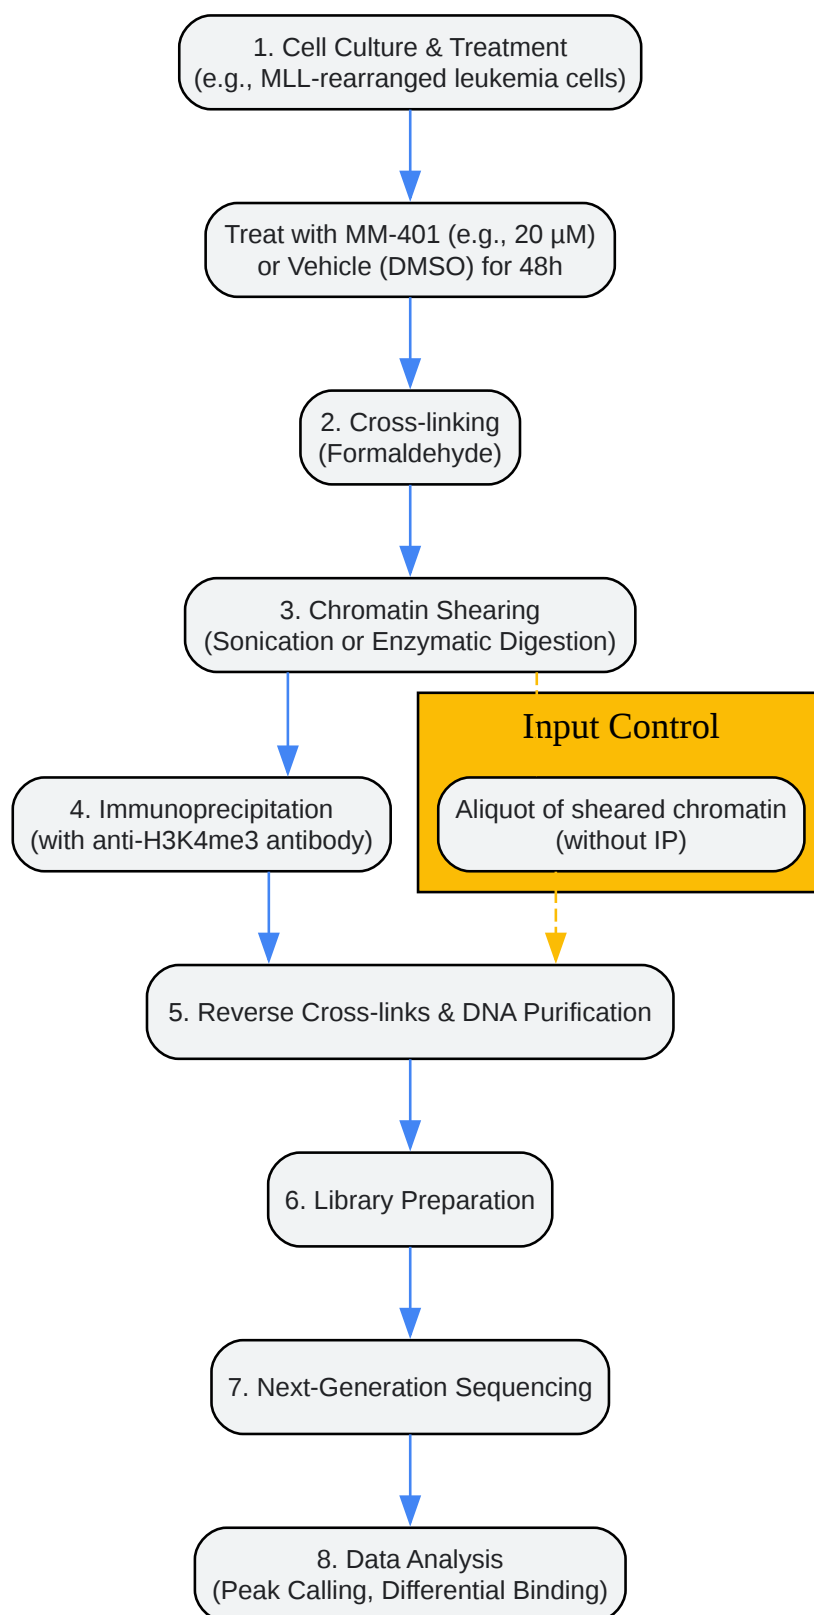 1. Cell Culture & Treatment
(e.g., MLL-rearranged leukemia cells)
Treat with MM-401 (e.g., 20 µM)
or Vehicle (DMSO) for 48h
2. Cross-linking
(Formaldehyde)
3. Chromatin Shearing
(Sonication or Enzymatic Digestion)
Input Control
4. Immunoprecipitation
(with anti-H3K4me3 antibody)
Aliquot of sheared chromatin
(without IP)
5. Reverse Cross-links & DNA Purification
6. Library Preparation
7. Next-Generation Sequencing
8. Data Analysis
(Peak Calling, Differential Binding)